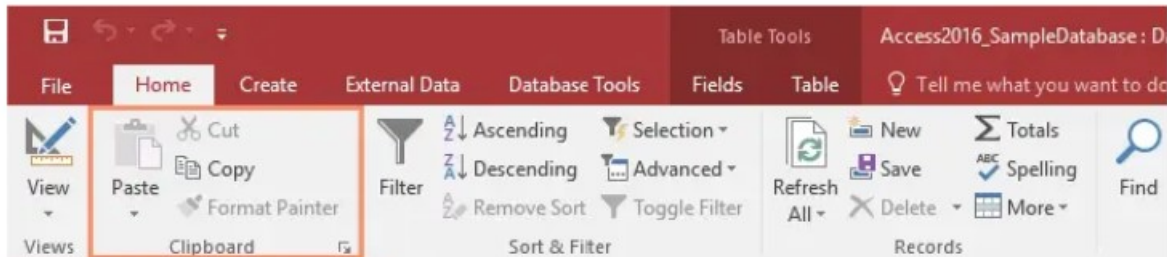 Table Tools Access2016_SampleDatabase : Da
File Home Create External Data Database Tools Fields Table Tell me what you want to do
View
Views
Paste
Cut
Copy
Format Painter
Clipboard
Filter
Ascending
Descending
Remove Sort
Selection
Advanced
Toggle Filter
Sort & Filter
Refresh
All
New
Save
Delete
Totals
ABC
Spelling
More
Records
Find